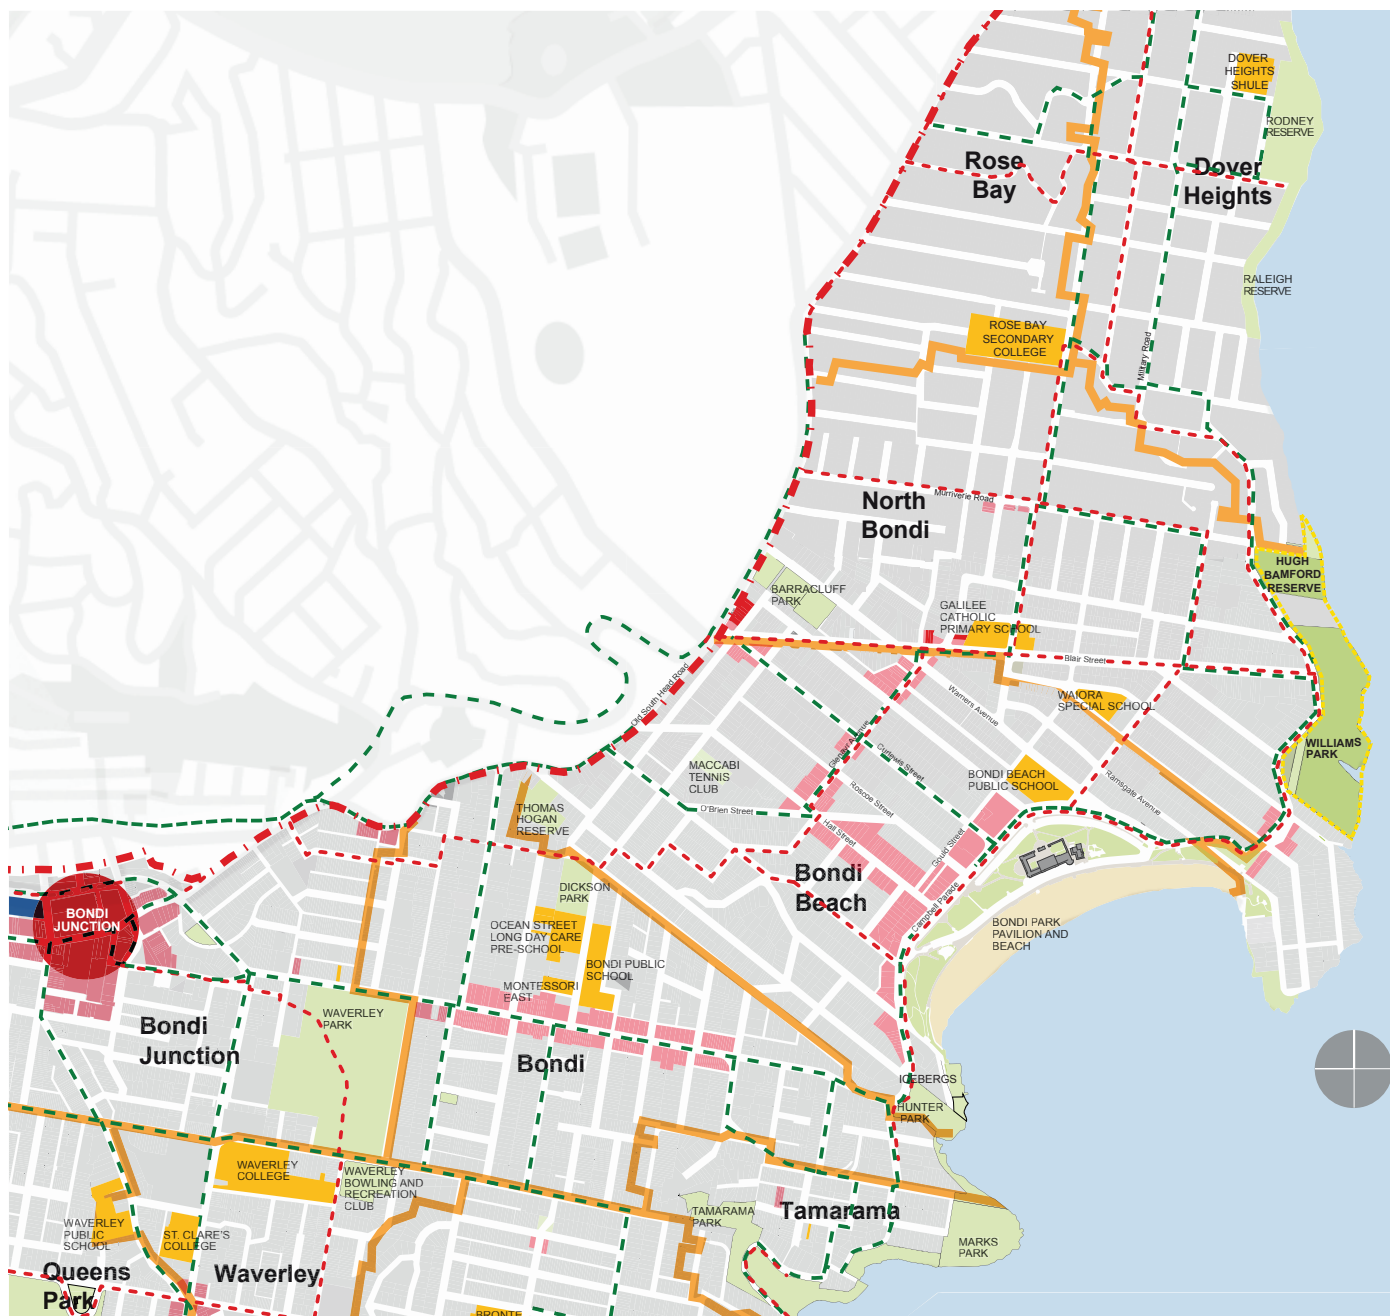 DOVER
HEIGHTS
SHULE
RODNEY
RESERVE
Rose
Bay
Dover
Heights
RALEIGH
RESERVE
ROSE BAY
SECONDARY
COLLEGE
Military Road
North
Bondi
Murriverie Road
HUGH
BAMFORD
RESERVE
BARRACLUFF
PARK
GALILEE
CATHOLIC
PRIMARY SCHOOL
Blair Street
Old South Head Road
Warners Avenue
WAIORA
SPECIAL SCHOOL
Glenayr Avenue
Curlewis Street
WILLIAMS
PARK
MACCABI
TENNIS
CLUB
BONDI BEACH
PUBLIC SCHOOL
Ramsgate Avenue
Roscoe Street
O'Brien Street
THOMAS
HOGAN
RESERVE
Hall Street
Gould Street
Bondi
Beach
Campbell Parade
DICKSON
PARK
BONDI
JUNCTION
OCEAN STREET
LONG DAY CARE
PRE-SCHOOL
BONDI PARK
PAVILION AND
BEACH
BONDI PUBLIC
SCHOOL
MONTESSORI
EAST
WAVERLEY
PARK
Bondi
Junction
Bondi
ICEBERGS
HUNTER
PARK
WAVERLEY
COLLEGE
WAVERLEY
BOWLING AND
RECREATION
CLUB
TAMARAMA
PARK
Tamarama
WAVERLEY
PUBLIC
SCHOOL
ST. CLARE'S
COLLEGE
MARKS
PARK
Queens
Park
Waverley
BRONTE